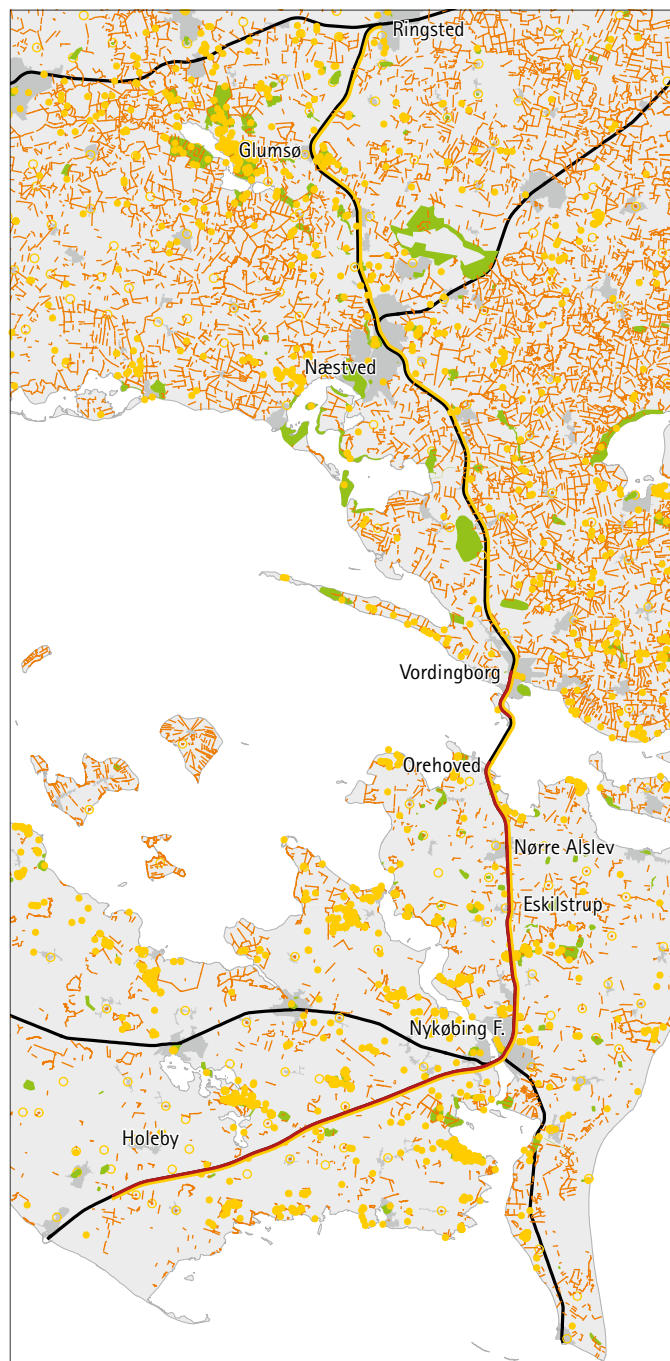 Ringsted
Glumsø
Næstved
Vordingborg
Orehoved
Nørre Alslev
Eskilstrup
Nykøbing F.
Holeby